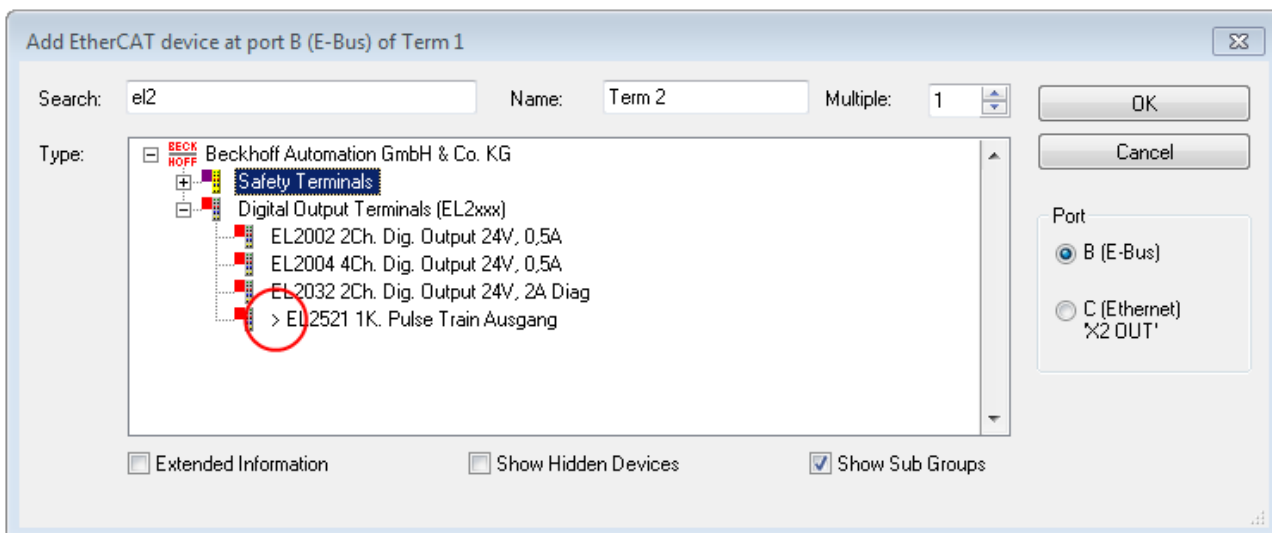 Add EtherCAT device at port B (E-Bus) of Term 1
Search: el2 Name: Term 2 Multiple: 1 OK
Type: BECKHOFF Beckhoff Automation GmbH & Co. KG Cancel
Safety Terminals
Digital Output Terminals (EL2xxx)
Port
EL2002 2Ch. Dig. Output 24V, 0,5A
B (E-Bus)
EL2004 4Ch. Dig. Output 24V, 0,5A
EL2032 2Ch. Dig. Output 24V, 2A Diag
C (Ethernet)
> EL2521 1K. Pulse Train Ausgang
'X2 OUT'
Extended Information Show Hidden Devices Show Sub Groups